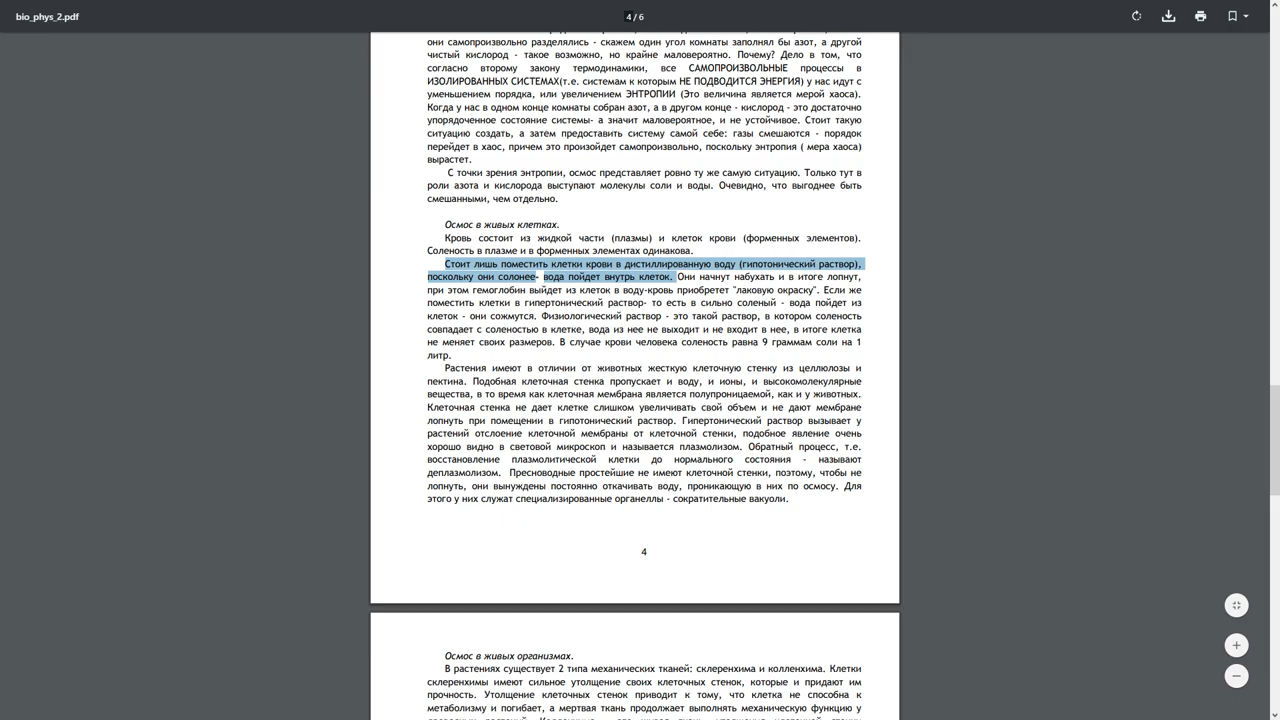 bio_phys_2.pdf
4 / 6
они самопроизвольно разделялись - скажем один угол комнаты заполнял бы азот, а другой
чистый кислород - такое возможно, но крайне маловероятно. Почему? Дело в том, что
согласно второму закону термодинамики, все САМОПРОИЗВОЛЬНЫЕ процессы в
ИЗОЛИРОВАННЫХ СИСТЕМАХ(т.е. системам к которым НЕ ПОДВОДИТСЯ ЭНЕРГИЯ) у нас идут с
уменьшением порядка, или увеличением ЭНТРОПИИ (Это величина является мерой хаоса).
Когда у нас в одном конце комнаты собран азот, а в другом конце - кислород - это достаточно
упорядоченное состояние системы- а значит маловероятное, и не устойчивое. Стоит такую
ситуацию создать, а затем предоставить систему самой себе: газы смешаются - порядок
перейдет в хаос, причем это произойдет самопроизвольно, поскольку энтропия ( мера хаоса)
вырастет.
С точки зрения энтропии, осмос представляет ровно ту же самую ситуацию. Только тут в
роли азота и кислорода выступают молекулы соли и воды. Очевидно, что выгоднее быть
смешанными, чем отдельно.
Осмос в живых клетках.
Кровь состоит из жидкой части (плазмы) и клеток крови (форменных элементов).
Соленость в плазме и в форменных элементах одинакова.
Стоит лишь поместить клетки крови в дистиллированную воду (гипотонический раствор),
поскольку они солонее- вода пойдет внутрь клеток. Они начнут набухать и в итоге лопнут,
при этом гемоглобин выйдет из клеток в воду-кровь приобретет "лаковую окраску". Если же
поместить клетки в гипертонический раствор- то есть в сильно соленый - вода пойдет из
клеток - они сожмутся. Физиологический раствор - это такой раствор, в котором соленость
совпадает с соленостью в клетке, вода из нее не выходит и не входит в нее, в итоге клетка
не меняет своих размеров. В случае крови человека соленость равна 9 граммам соли на 1
литр.
Растения имеют в отличии от животных жесткую клеточную стенку из целлюлозы и
пектина. Подобная клеточная стенка пропускает и воду, и ионы, и высокомолекулярные
вещества, в то время как клеточная мембрана является полупроницаемой, как и у животных.
Клеточная стенка не дает клетке слишком увеличивать свой объем и не дают мембране
лопнуть при помещении в гипотонический раствор. Гипертонический раствор вызывает у
растений отслоение клеточной мембраны от клеточной стенки, подобное явление очень
хорошо видно в световой микроскоп и называется плазмолизом. Обратный процесс, т.е.
восстановление плазмолитической клетки до нормального состояния - называют
деплазмолизом. Пресноводные простейшие не имеют клеточной стенки, поэтому, чтобы не
лопнуть, они вынуждены постоянно откачивать воду, проникающую в них по осмосу. Для
этого у них служат специализированные органеллы - сократительные вакуоли.
4
Осмос в живых организмах.
В растениях существует 2 типа механических тканей: склеренхима и колленхима. Клетки
склеренхимы имеют сильное утолщение своих клеточных стенок, которые и придают им
прочность. Утолщение клеточных стенок приводит к тому, что клетка не способна к
метаболизму и погибает, а мертвая ткань продолжает выполнять механическую функцию у